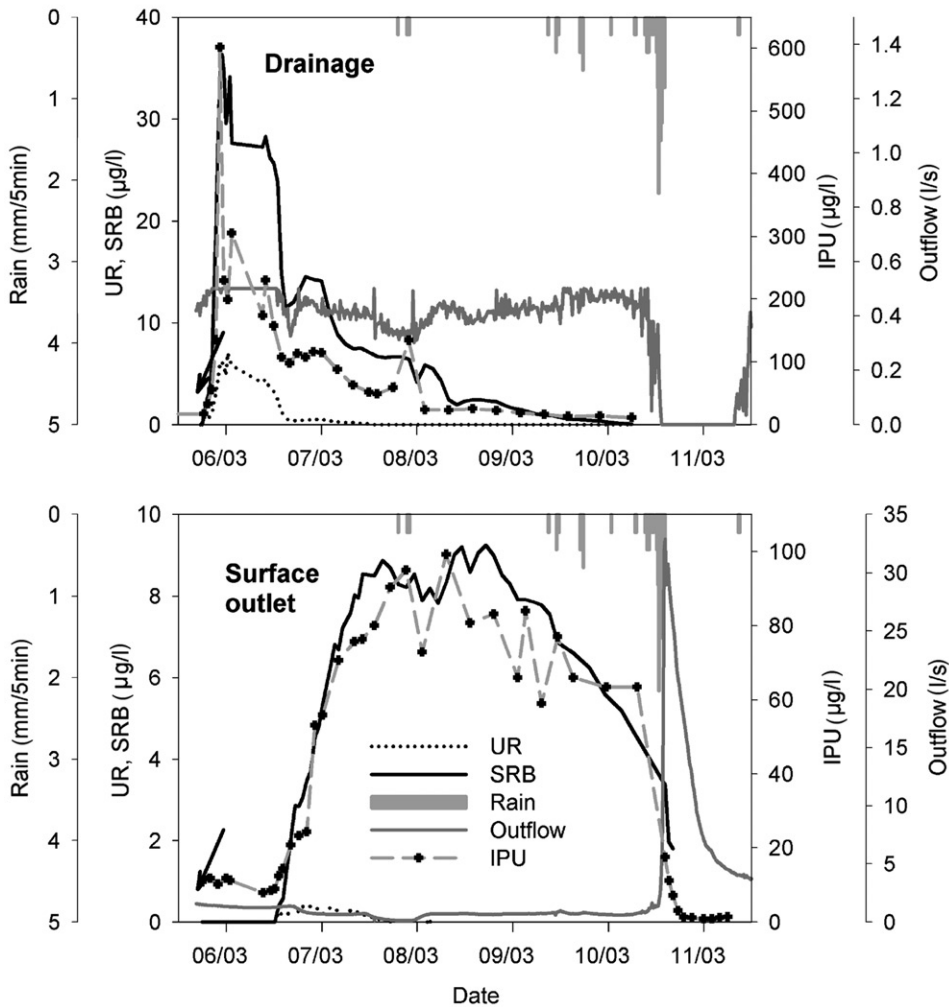 0 40 600 1.4
Drainage
1 30 500 1.2
400 1.0
2 20 300 0.8
3 0.6
10 200 0.4
4 100 0.2
5 0 0 0.0
Rain (mm/5min)
UR, SRB (µg/l)
IPU (µg/l)
Outflow (l/s)
06/03 07/03 08/03 09/03 10/03 11/03
0 10 35
Surface
outlet
100 30
1 8 80 25
2 6 60 20
3 4 40 15
10
4 2 20 5
5 0 0 0
Rain (mm/5min)
UR, SRB ( µg/l)
IPU (µg/l)
Outflow (l/s)
UR
SRB
Rain
Outflow
IPU
06/03 07/03 08/03 09/03 10/03 11/03
Date